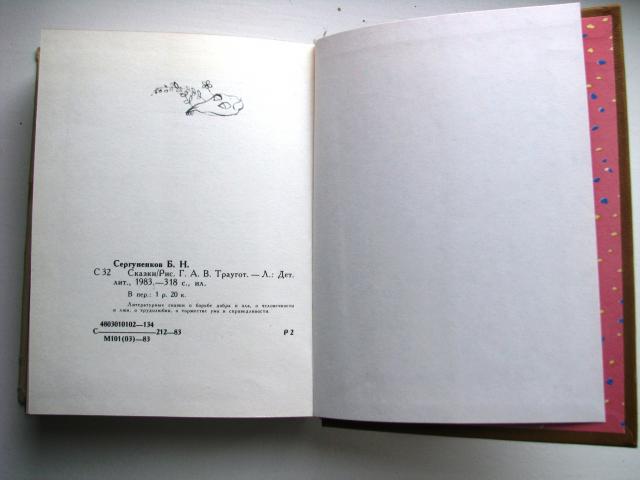 Сергуненков Б. Н.
С 32 Сказки/Рис. Г. А. В. Траугот. — Л.: Дет.
лит., 1983.—318 с., ил.
В пер.: 1 р. 20 к.
Литературные сказки о борьбе добра и зла, о человечности
и лжи, о трудолюбии, о торжестве ума и справедливости.
4803010102—134
С 212—83 Р 2
М101(03)—83